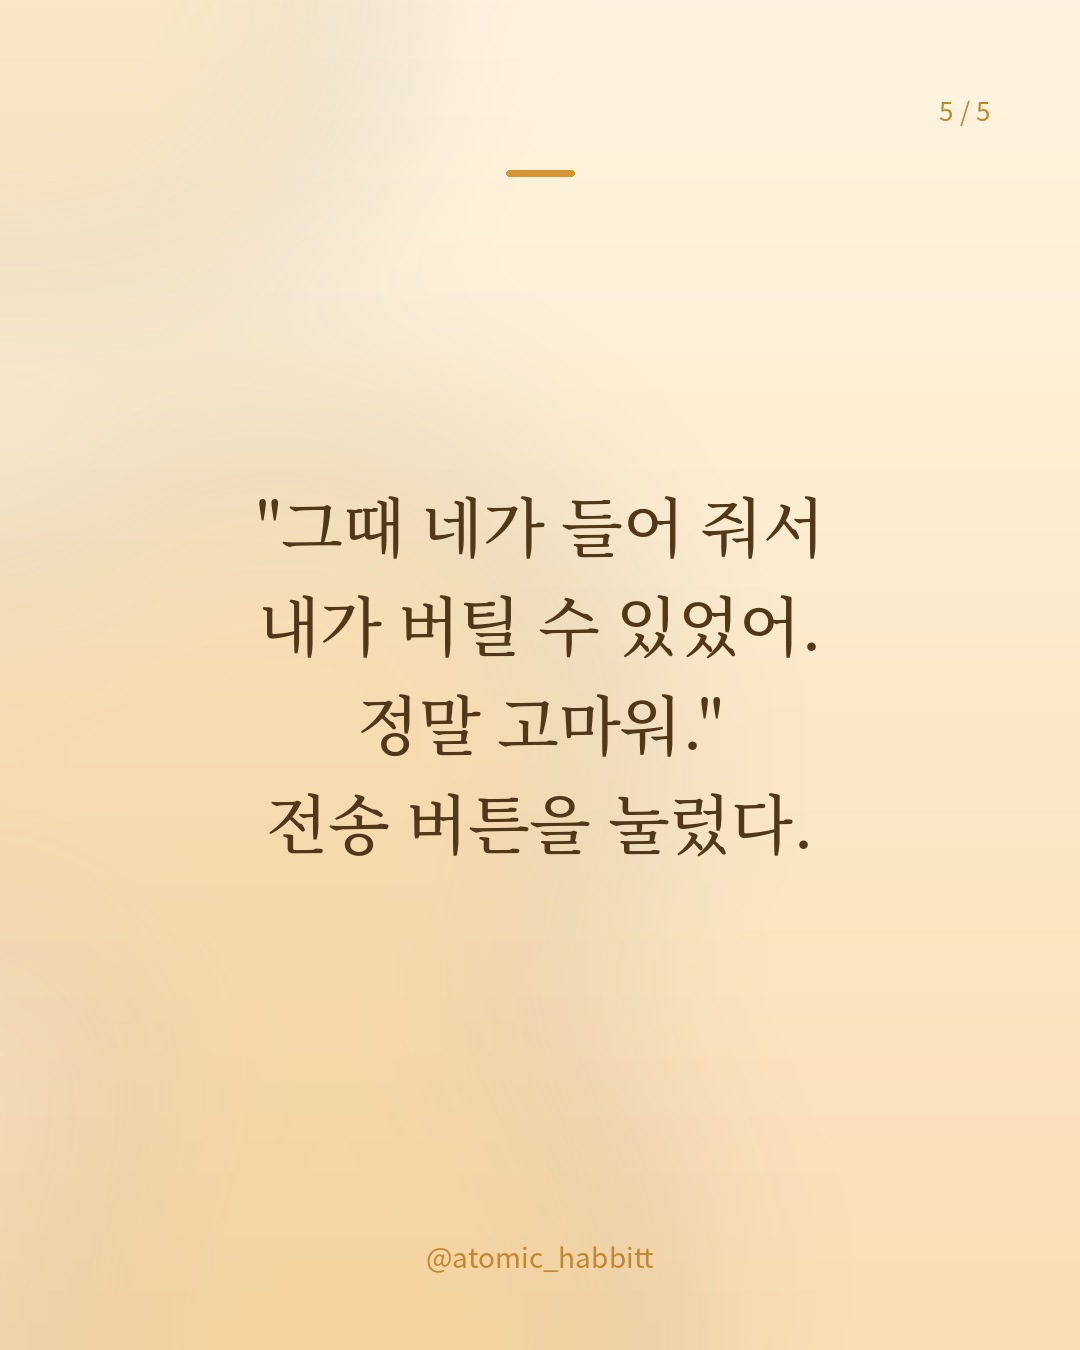 5 / 5
"그때 네가 들어 줘서
내가 버틸 수 있었어.
정말 고마워."
전송 버튼을 눌렀다.
@atomic_habbitt